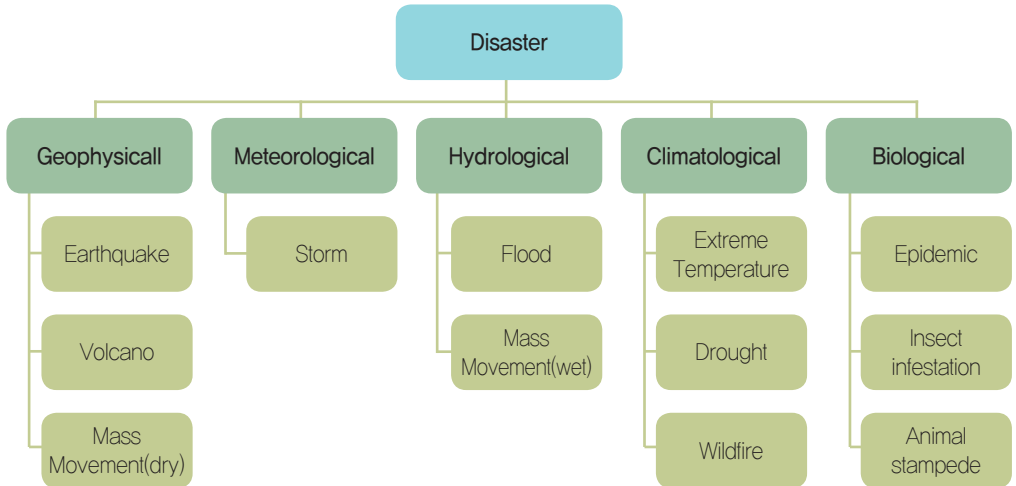 Disaster
Geophysicall
Meteorological
Hydrological
Climatological
Biological
Earthquake
Storm
Flood
Extreme
Temperature
Epidemic
Volcano
Mass
Movement(wet)
Drought
Insect
infestation
Mass
Movement(dry)
Wildfire
Animal
stampede